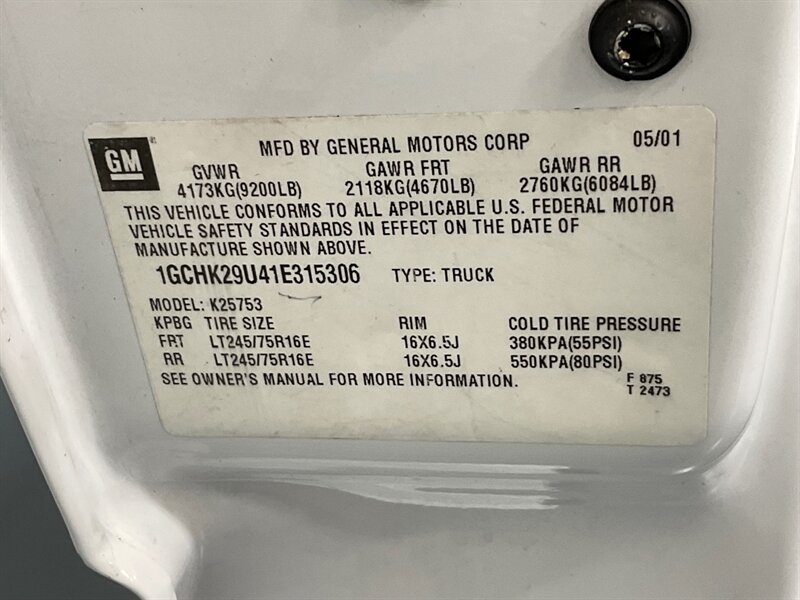 GM
MFD BY GENERAL MOTORS CORP 05/01
GVWR GAWR FRT GAWR RR
4173KG(9200LB) 2118KG(4670LB) 2760KG(6084LB)
THIS VEHICLE CONFORMS TO ALL APPLICABLE U.S. FEDERAL MOTOR
VEHICLE SAFETY STANDARDS IN EFFECT ON THE DATE OF
MANUFACTURE SHOWN ABOVE.
1GCHK29U41E315306 TYPE: TRUCK
MODEL: K25753
KPBG TIRE SIZE RIM COLD TIRE PRESSURE
FRT LT245/75R16E 16X6.5J 380KPA(55PSI)
RR LT245/75R16E 16X6.5J 550KPA(80PSI)
SEE OWNER'S MANUAL FOR MORE INFORMATION. F 875
T 2473